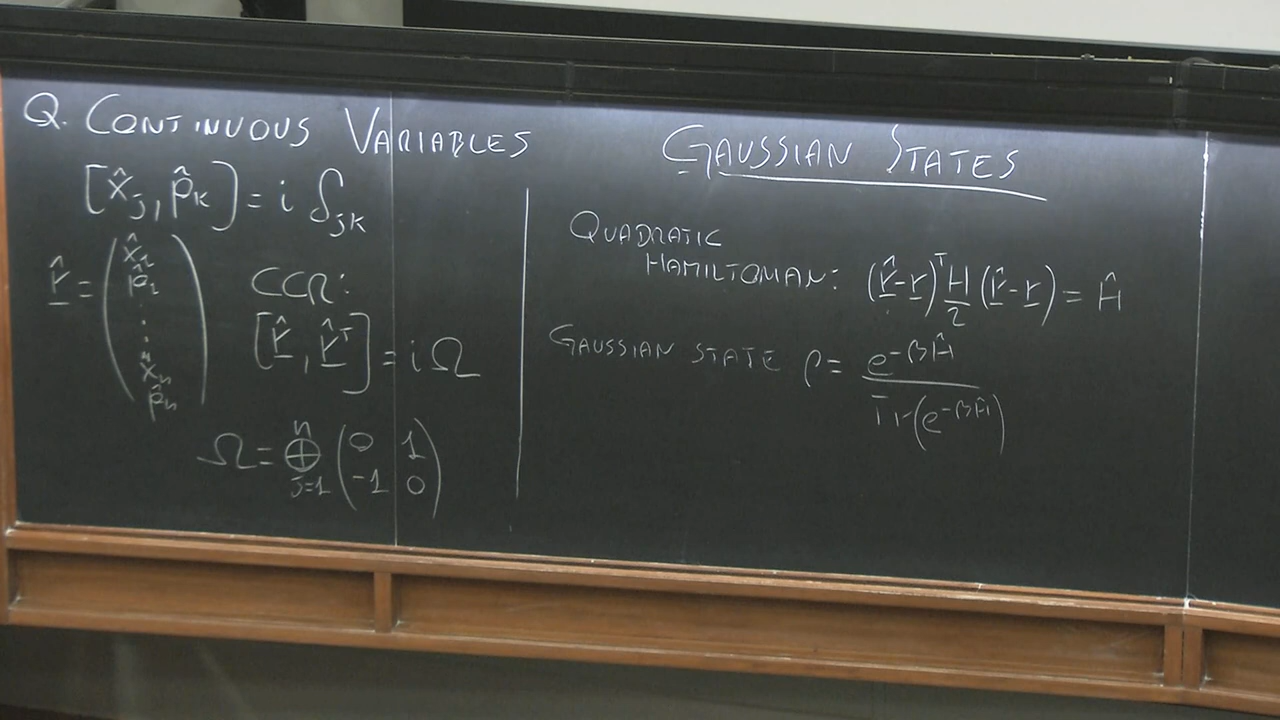 Q. CONTINUOUS VARIABLES
[x̂_j, p̂_k] = i δ_jk
r̂ = (x̂_1 p̂_1 ⋮ x̂_n p̂_n)
CCR:
[r̂, r̂^T] = i Ω
Ω = ⊕_{j=1}^{n} (0 1 -1 0)
GAUSSIAN STATES
QUADRATIC
HAMILTONIAN: (r̂-r)^T H/2 (r̂-r) = Ĥ
GAUSSIAN STATE ρ = e^{-βĤ} / Tr(e^{-βĤ})